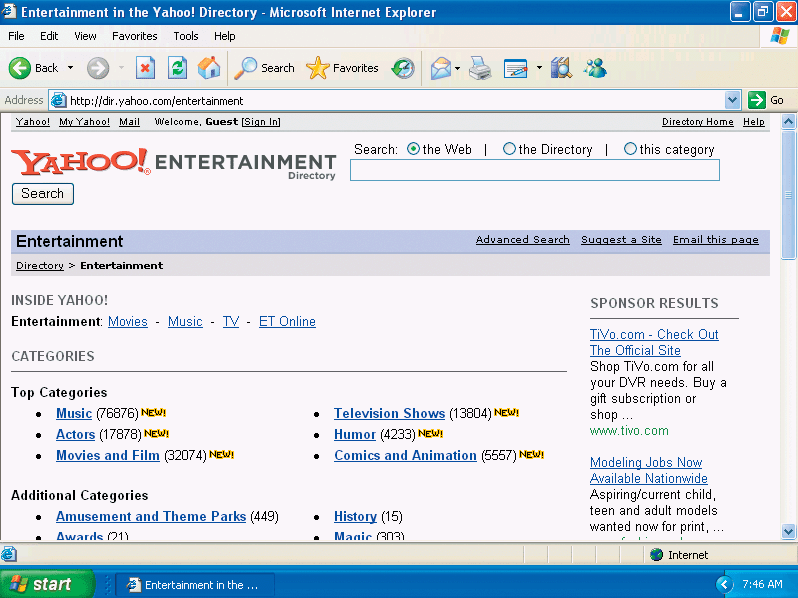 Entertainment in the Yahoo! Directory - Microsoft Internet Explorer
File Edit View Favorites Tools Help
Back Search Favorites
Address http://dir.yahoo.com/entertainment Go
Yahoo! My Yahoo! Mail Welcome, Guest [Sign In] Directory Home Help
YAHOO! ENTERTAINMENT Directory
Search: the Web | the Directory | this category
Search
Entertainment Advanced Search Suggest a Site Email this page
Directory > Entertainment
INSIDE YAHOO!
Entertainment: Movies - Music - TV - ET Online
CATEGORIES
Top Categories
• Music (76876) NEW!
• Actors (17878) NEW!
• Movies and Film (32074) NEW!
• Television Shows (13804) NEW!
• Humor (4233) NEW!
• Comics and Animation (5557) NEW!
Additional Categories
• Amusement and Theme Parks (449)
• Awards (21)
• History (15)
• Magic (303)
SPONSOR RESULTS
TiVo.com - Check Out
The Official Site
Shop TiVo.com for all
your DVR needs. Buy a
gift subscription or
shop ...
www.tivo.com
Modeling Jobs Now
Available Nationwide
Aspiring/current child,
teen and adult models
wanted now for print, ...
Internet
start Entertainment in the ... 7:46 AM